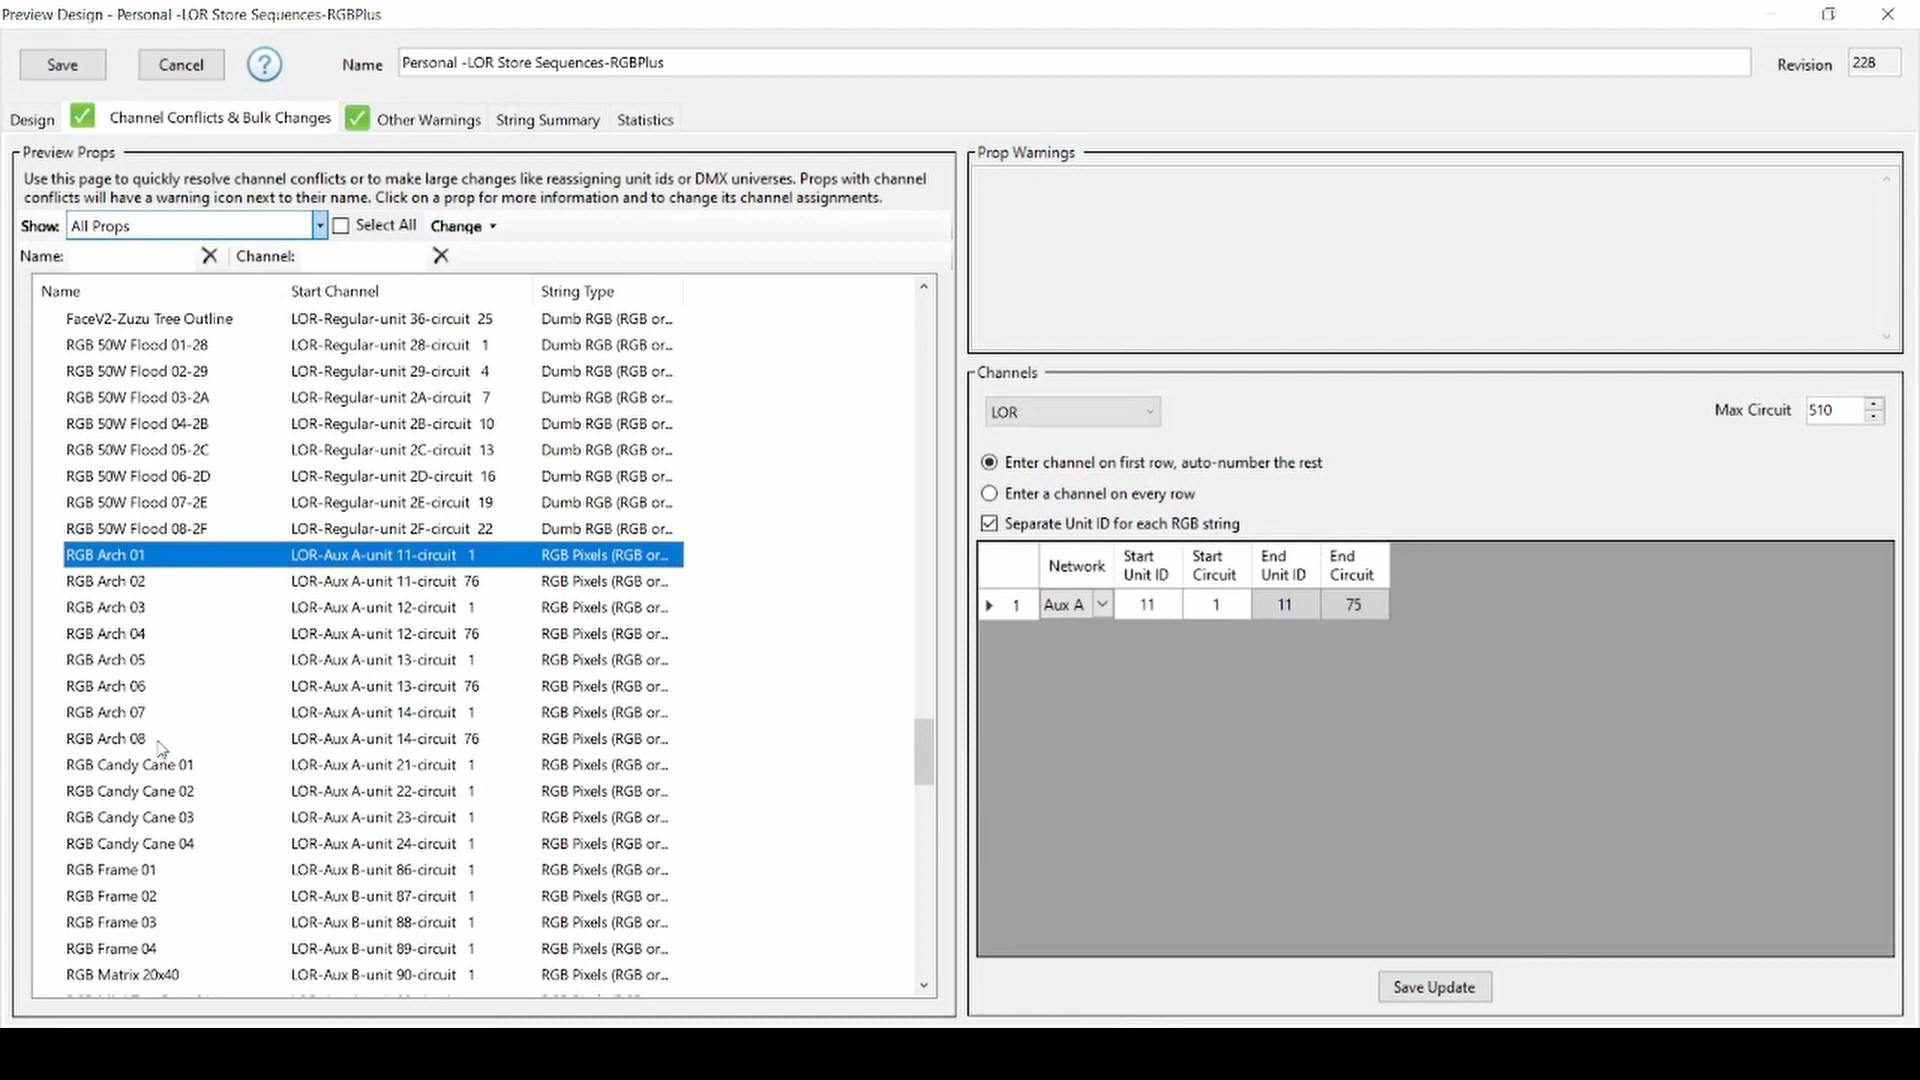 Preview Design - Personal -LOR Store Sequences-RGBPlus
Save
Cancel
?
Name
Personal -LOR Store Sequences-RGBPlus
Revision
228
Design
Channel Conflicts & Bulk Changes
Other Warnings
String Summary
Statistics
Preview Props
Use this page to quickly resolve channel conflicts or to make large changes like reassigning unit ids or DMX universes. Props with channel
conflicts will have a warning icon next to their name. Click on a prop for more information and to change its channel assignments.
Show: All Props
Select All
Change
Name:
Channel:
Name Start Channel String Type
FaceV2-Zuzu Tree Outline LOR-Regular-unit 36-circuit 25 Dumb RGB (RGB or...
RGB 50W Flood 01-28 LOR-Regular-unit 28-circuit 1 Dumb RGB (RGB or...
RGB 50W Flood 02-29 LOR-Regular-unit 29-circuit 4 Dumb RGB (RGB or...
RGB 50W Flood 03-2A LOR-Regular-unit 2A-circuit 7 Dumb RGB (RGB or...
RGB 50W Flood 04-2B LOR-Regular-unit 2B-circuit 10 Dumb RGB (RGB or...
RGB 50W Flood 05-2C LOR-Regular-unit 2C-circuit 13 Dumb RGB (RGB or...
RGB 50W Flood 06-2D LOR-Regular-unit 2D-circuit 16 Dumb RGB (RGB or...
RGB 50W Flood 07-2E LOR-Regular-unit 2E-circuit 19 Dumb RGB (RGB or...
RGB 50W Flood 08-2F LOR-Regular-unit 2F-circuit 22 Dumb RGB (RGB or...
RGB Arch 01 LOR-Aux A-unit 11-circuit 1 RGB Pixels (RGB or...
RGB Arch 02 LOR-Aux A-unit 11-circuit 76 RGB Pixels (RGB or...
RGB Arch 03 LOR-Aux A-unit 12-circuit 1 RGB Pixels (RGB or...
RGB Arch 04 LOR-Aux A-unit 12-circuit 76 RGB Pixels (RGB or...
RGB Arch 05 LOR-Aux A-unit 13-circuit 1 RGB Pixels (RGB or...
RGB Arch 06 LOR-Aux A-unit 13-circuit 76 RGB Pixels (RGB or...
RGB Arch 07 LOR-Aux A-unit 14-circuit 1 RGB Pixels (RGB or...
RGB Arch 08 LOR-Aux A-unit 14-circuit 76 RGB Pixels (RGB or...
RGB Candy Cane 01 LOR-Aux A-unit 21-circuit 1 RGB Pixels (RGB or...
RGB Candy Cane 02 LOR-Aux A-unit 22-circuit 1 RGB Pixels (RGB or...
RGB Candy Cane 03 LOR-Aux A-unit 23-circuit 1 RGB Pixels (RGB or...
RGB Candy Cane 04 LOR-Aux A-unit 24-circuit 1 RGB Pixels (RGB or...
RGB Frame 01 LOR-Aux B-unit 86-circuit 1 RGB Pixels (RGB or...
RGB Frame 02 LOR-Aux B-unit 87-circuit 1 RGB Pixels (RGB or...
RGB Frame 03 LOR-Aux B-unit 88-circuit 1 RGB Pixels (RGB or...
RGB Frame 04 LOR-Aux B-unit 89-circuit 1 RGB Pixels (RGB or...
RGB Matrix 20x40 LOR-Aux B-unit 90-circuit 1 RGB Pixels (RGB or...
Prop Warnings
Channels
LOR
Max Circuit 510
Enter channel on first row, auto-number the rest
Enter a channel on every row
Separate Unit ID for each RGB string
Network Start Unit ID Start Circuit End Unit ID End Circuit
1 Aux A 11 1 11 75
Save Update